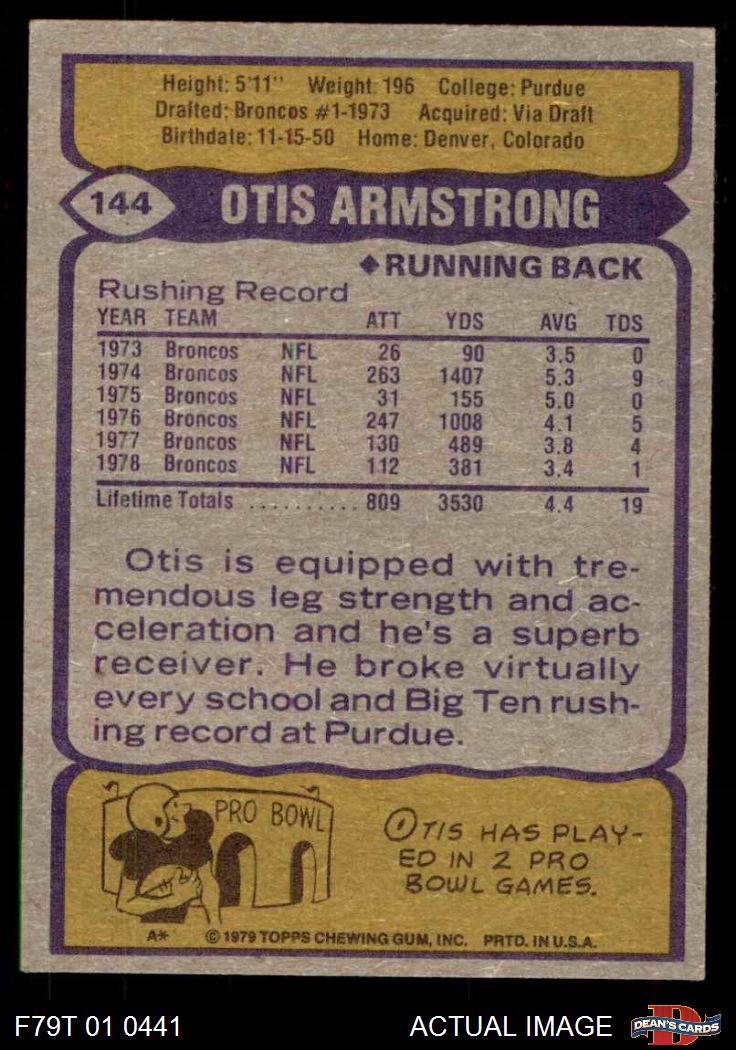 Height: 5'11" Weight: 196 College: Purdue
Drafted: Broncos #1-1973 Acquired: Via Draft
Birthdate: 11-15-50 Home: Denver, Colorado
144 OTIS ARMSTRONG
◆RUNNING BACK
Rushing Record
YEAR TEAM ATT YDS AVG TDS
1973 Broncos NFL 26 90 3.5 0
1974 Broncos NFL 263 1407 5.3 9
1975 Broncos NFL 31 155 5.0 0
1976 Broncos NFL 247 1008 4.1 5
1977 Broncos NFL 130 489 3.8 4
1978 Broncos NFL 112 381 3.4 1
Lifetime Totals .......... 809 3530 4.4 19
Otis is equipped with tre-
mendous leg strength and ac-
celeration and he's a superb
receiver. He broke virtually
every school and Big Ten rush-
ing record at Purdue.
PRO BOWL
OTIS HAS PLAY-
ED IN 2 PRO
BOWL GAMES.
A* © 1979 TOPPS CHEWING GUM, INC. PRTD. IN U.S.A.
F79T 01 0441 ACTUAL IMAGE D DEAN'S CARDS